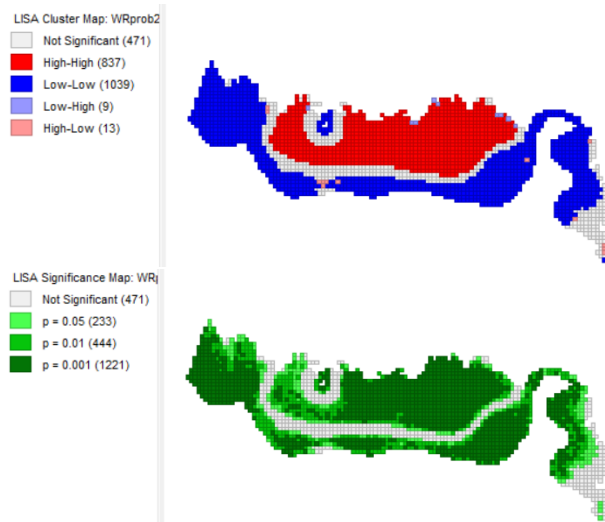 LISA Cluster Map: WRprob2
Not Significant (471)
High-High (837)
Low-Low (1039)
Low-High (9)
High-Low (13)
LISA Significance Map: WRp
Not Significant (471)
p = 0.05 (233)
p = 0.01 (444)
p = 0.001 (1221)